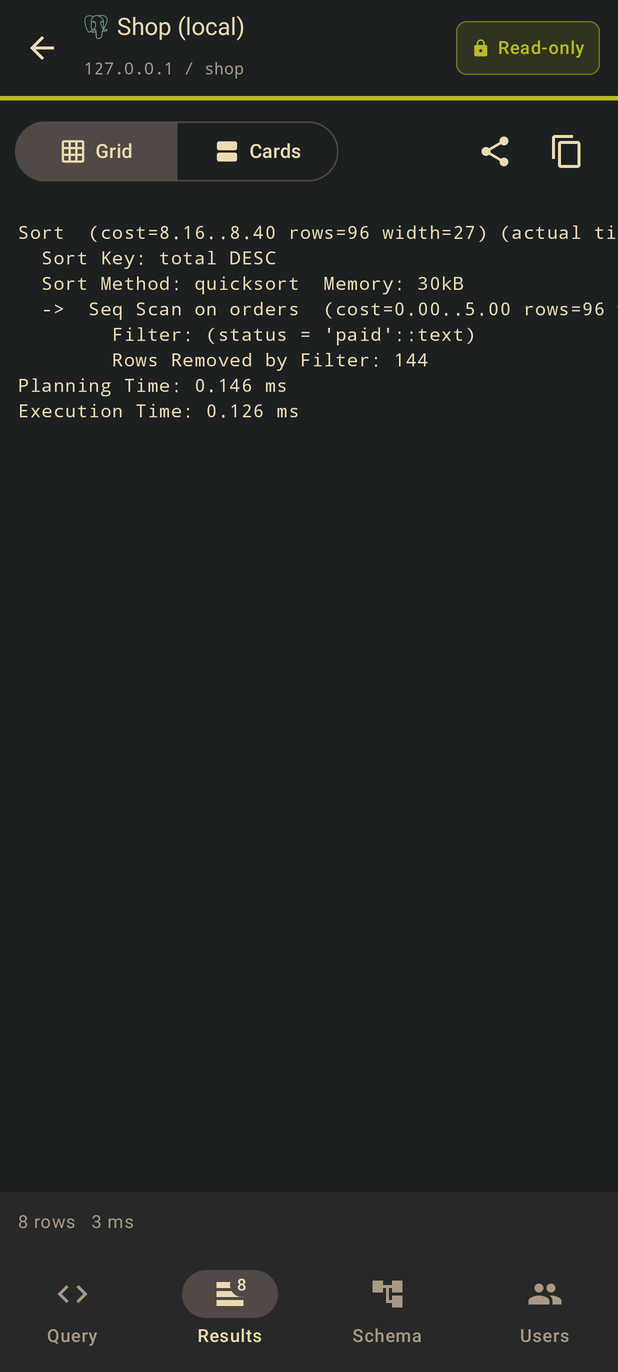 Shop (local)
127.0.0.1 / shop
Read-only
Grid
Cards
Sort  (cost=8.16..8.40 rows=96 width=27) (actual ti
  Sort Key: total DESC
  Sort Method: quicksort  Memory: 30kB
  ->  Seq Scan on orders  (cost=0.00..5.00 rows=96
        Filter: (status = 'paid'::text)
        Rows Removed by Filter: 144
Planning Time: 0.146 ms
Execution Time: 0.126 ms
8 rows  3 ms
8
Query
Results
Schema
Users